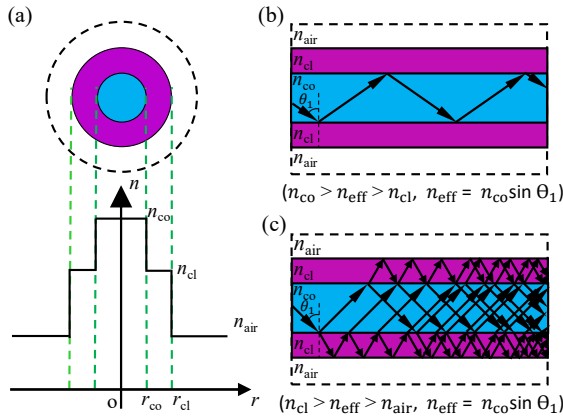 (a)
n
n_co
n_cl
n_air
o
r_co
r_cl
r
(b)
n_air
n_cl
n_co
θ_1
n_cl
n_air
(n_co > n_eff > n_cl, n_eff = n_co sin Θ_1)
(c)
n_air
n_cl
n_co
θ_1
n_cl
n_air
(n_cl > n_eff > n_air, n_eff = n_co sin Θ_1)